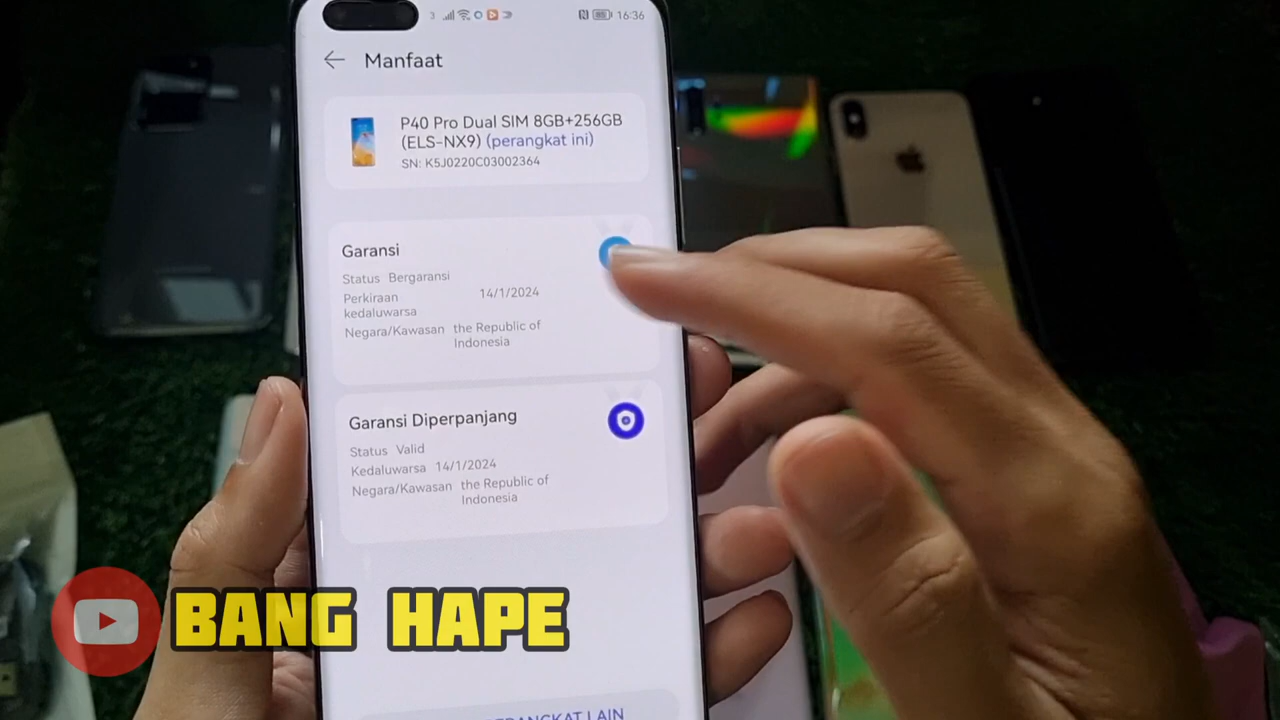 3
16:36
Manfaat
P40 Pro Dual SIM 8GB+256GB
(ELS-NX9) (perangkat ini)
SN: K5J0220C03002364
Garansi
Status Bergaransi
Perkiraan kedaluwarsa 14/1/2024
Negara/Kawasan the Republic of Indonesia
Garansi Diperpanjang
Status Valid
Kedaluwarsa 14/1/2024
Negara/Kawasan the Republic of Indonesia
LAIN
BANG HAPE